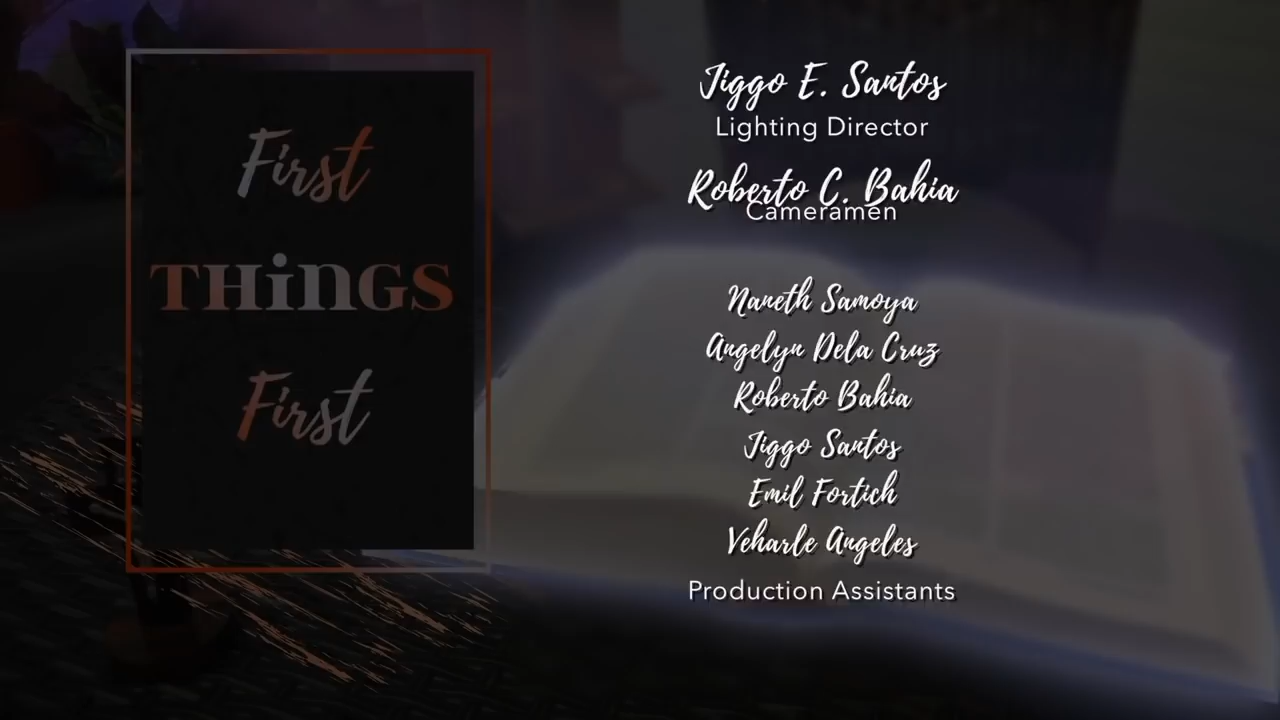 First
THiNGS
First
Jiggo E. Santos
Lighting Director
Roberto C. Bahia
Cameramen
Naneth Samoya
Angelyn Dela Cruz
Roberto Bahia
Jiggo Santos
Emil Fortich
Veharle Angeles
Production Assistants